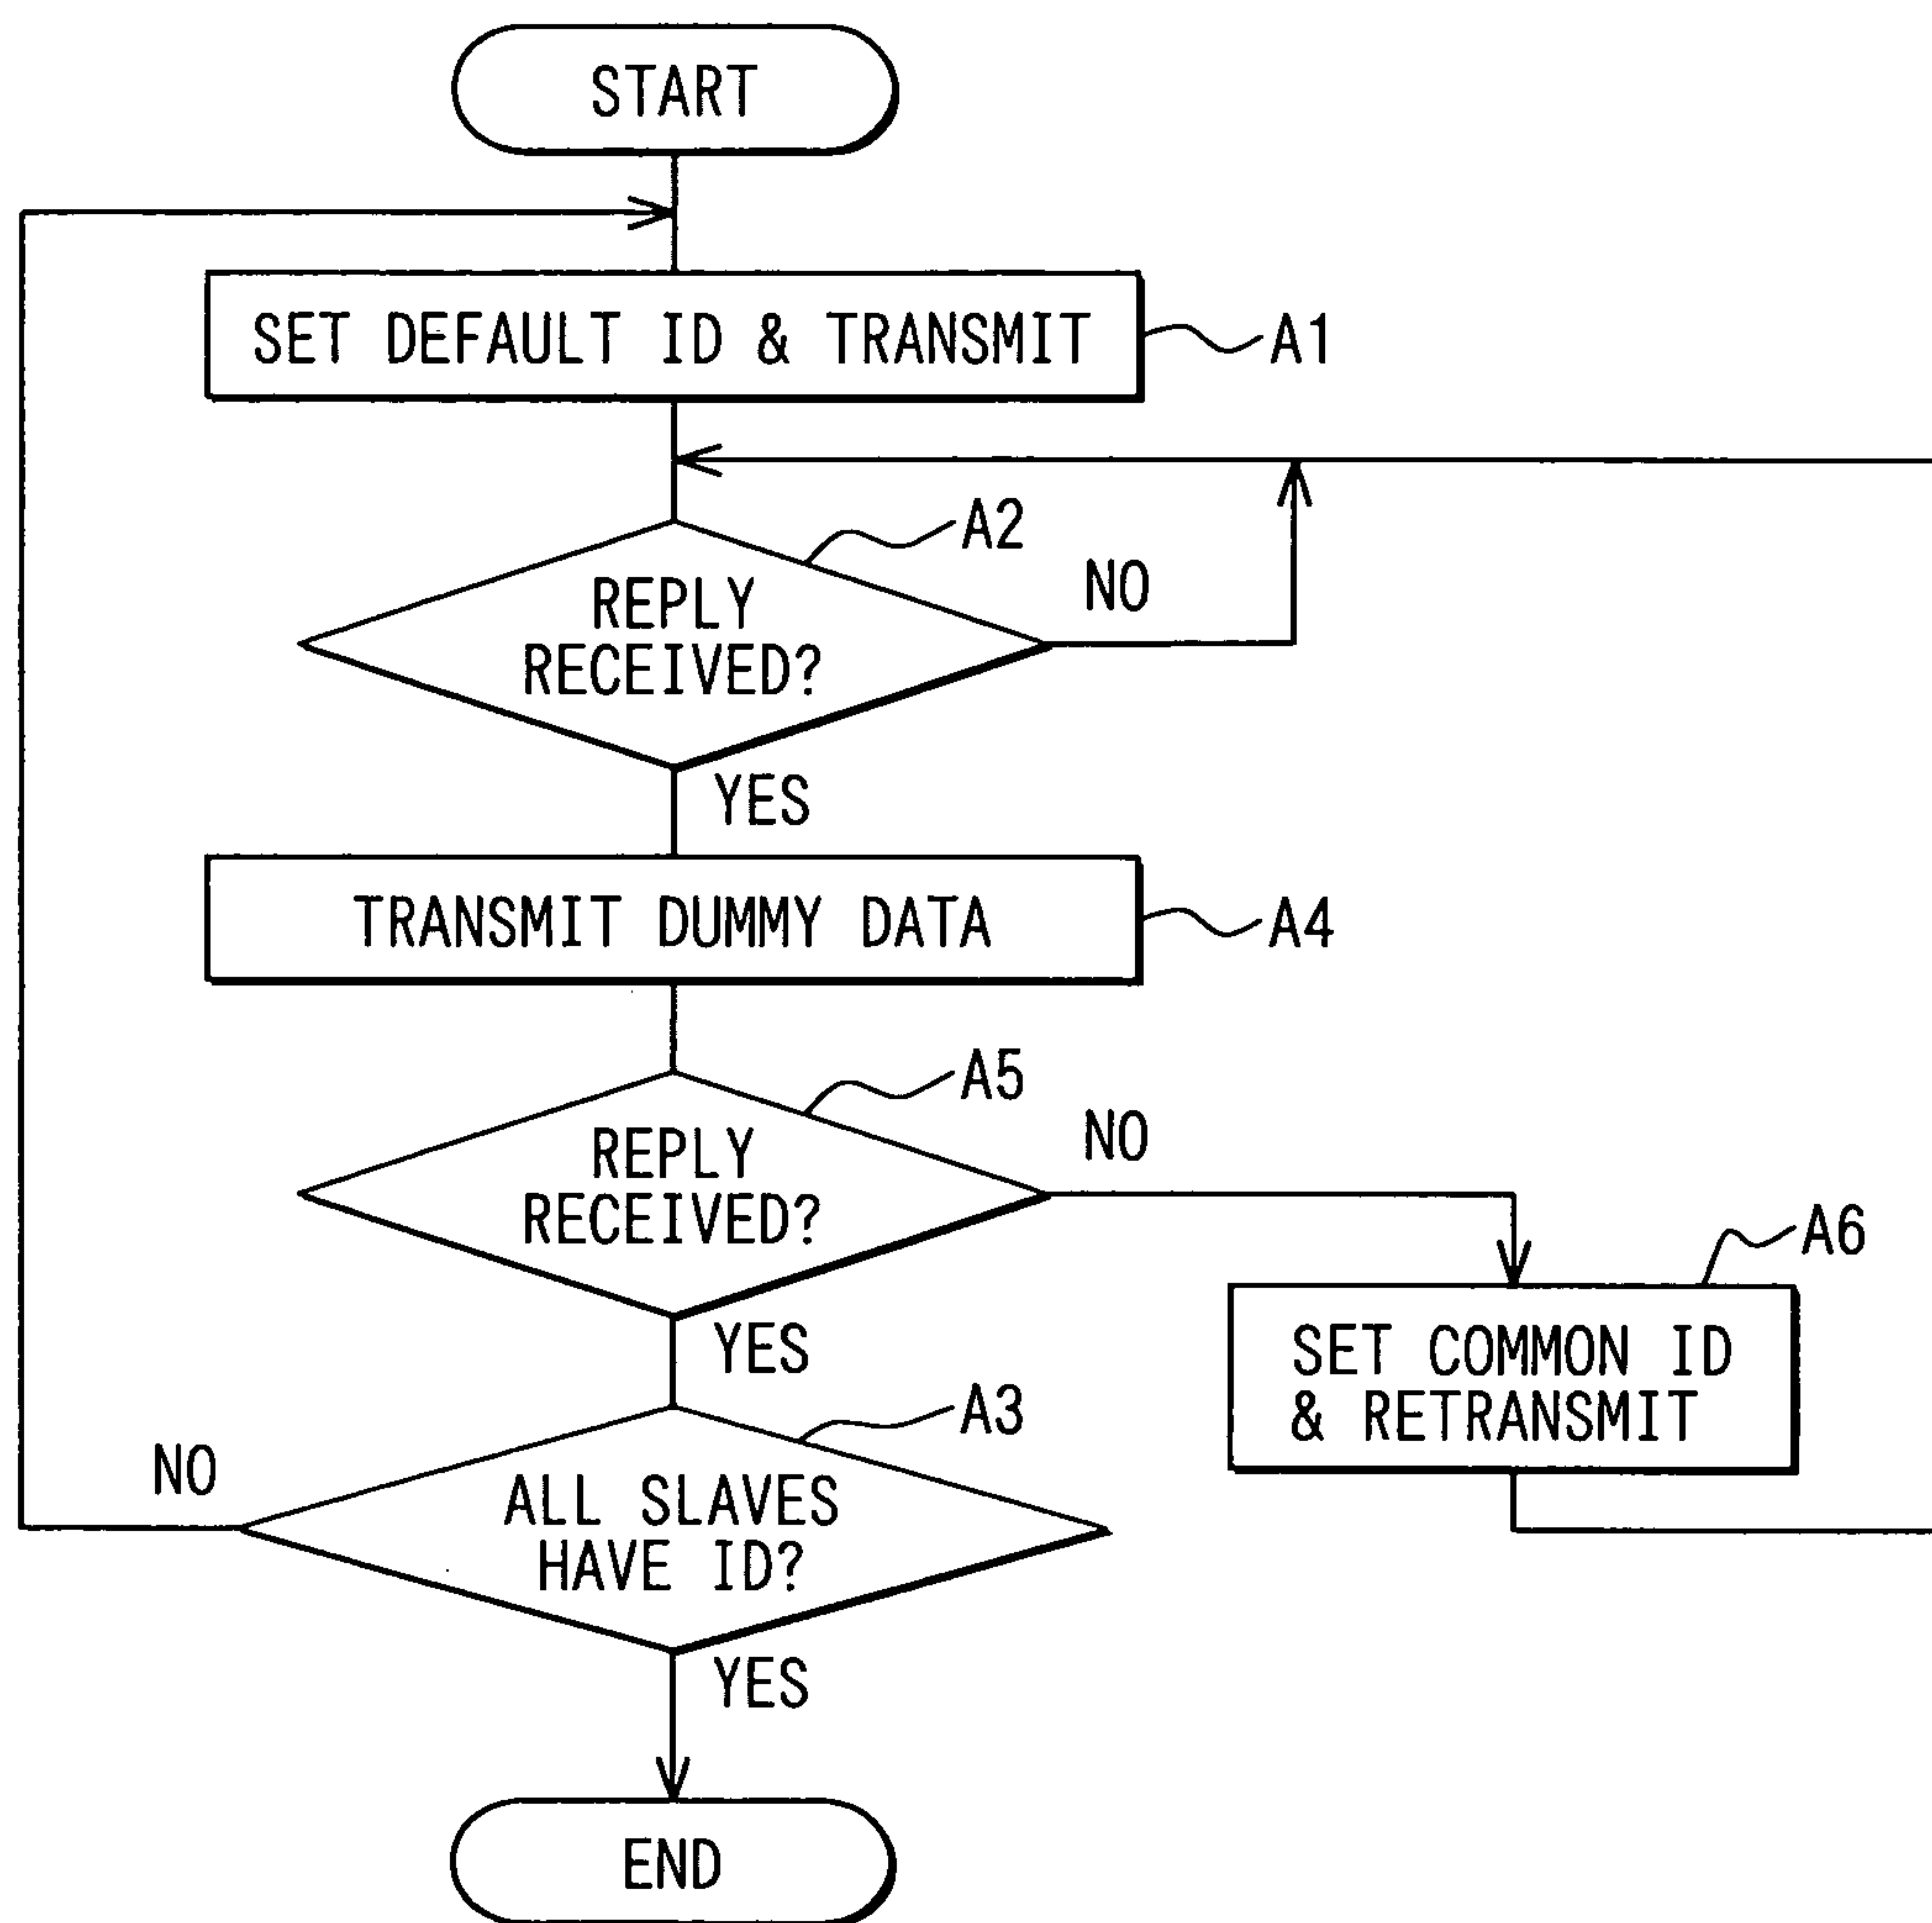 START
SET DEFAULT ID & TRANSMIT
A1
A2
REPLY
RECEIVED?
NO
YES
TRANSMIT DUMMY DATA
A4
A5
REPLY
RECEIVED?
NO
YES
A6
SET COMMON ID
& RETRANSMIT
A3
ALL SLAVES
HAVE ID?
NO
YES
END